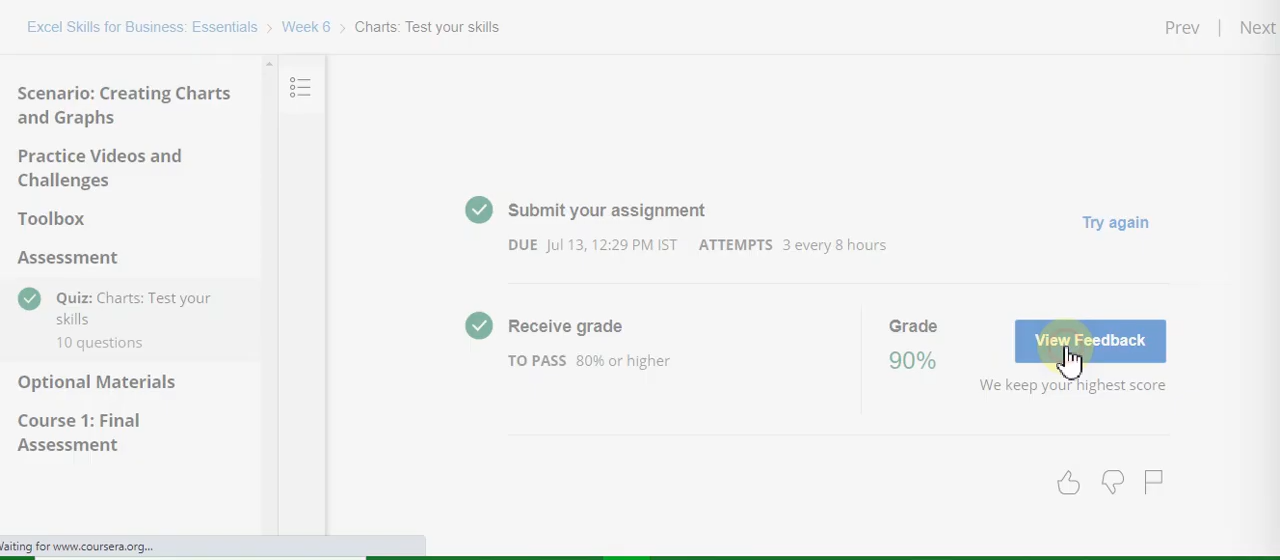 Excel Skills for Business: Essentials > Week 6 > Charts: Test your skills
Prev | Next
Scenario: Creating Charts
and Graphs
Practice Videos and
Challenges
Toolbox
Assessment
Quiz: Charts: Test your
skills
10 questions
Optional Materials
Course 1: Final
Assessment
Submit your assignment
DUE Jul 13, 12:29 PM IST ATTEMPTS 3 every 8 hours
Try again
Receive grade
TO PASS 80% or higher
Grade
90%
View Feedback
We keep your highest score
Waiting for www.coursera.org...